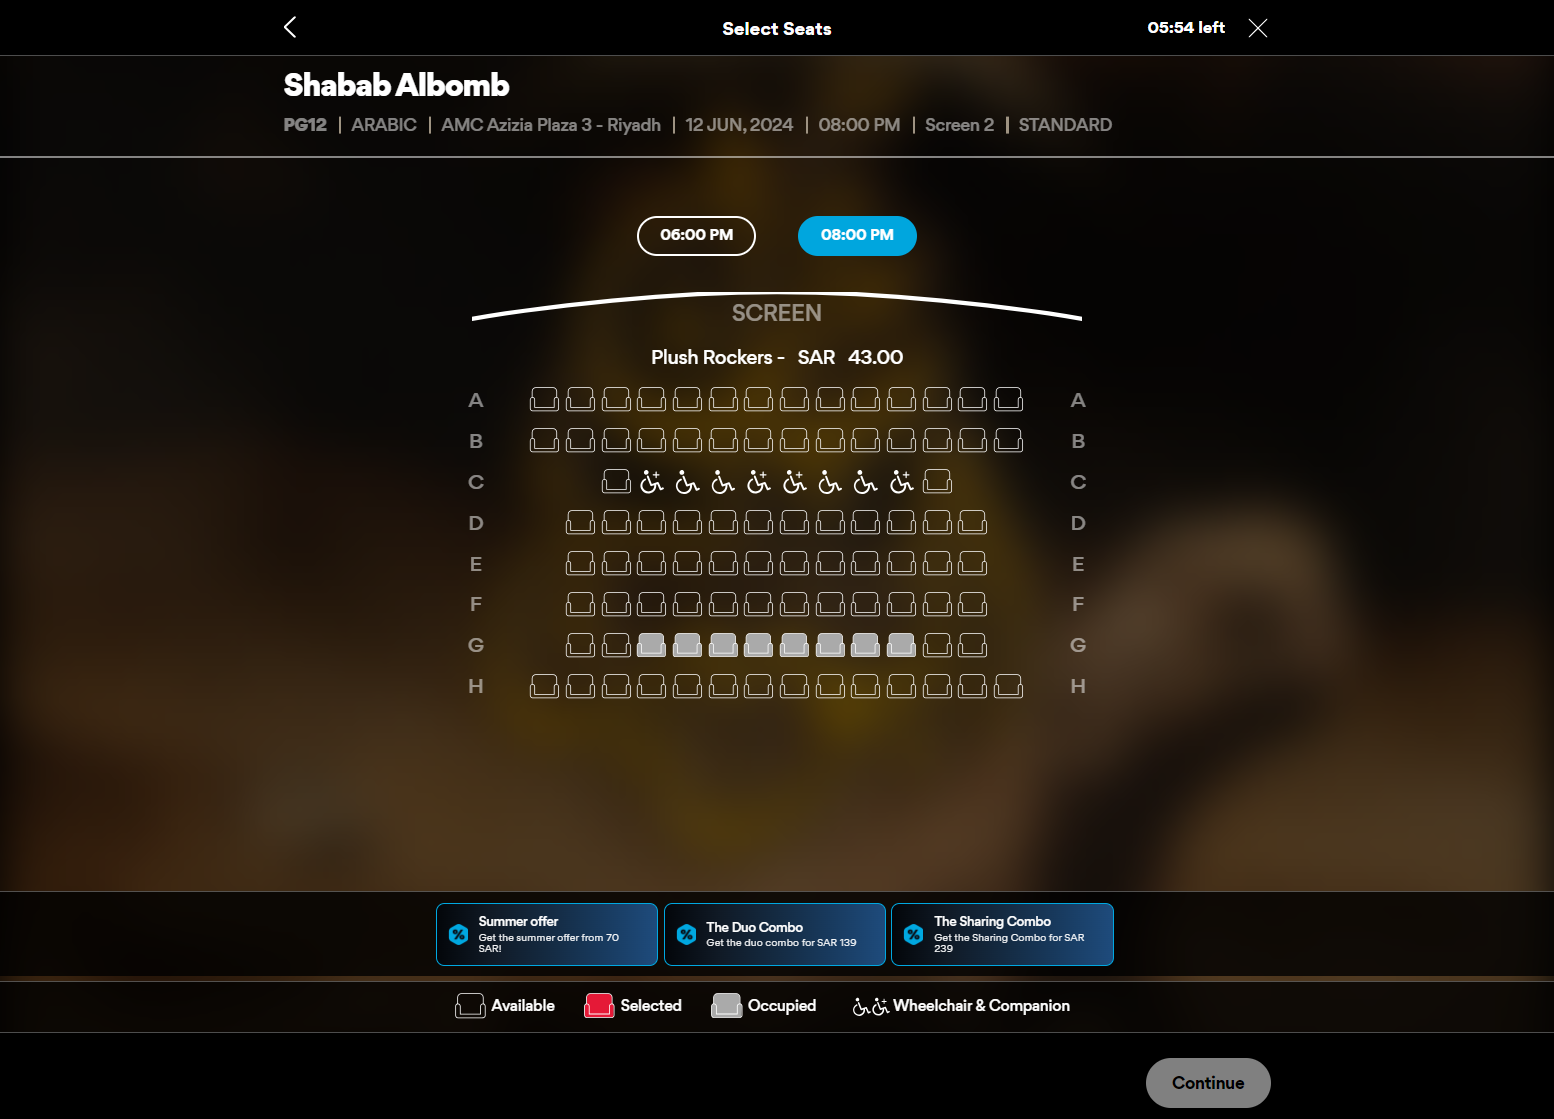 Select Seats
05:54 left
Shabab Albomb
PG12 | ARABIC | AMC Azizia Plaza 3 - Riyadh | 12 JUN, 2024 | 08:00 PM | Screen 2 | STANDARD
06:00 PM 08:00 PM
SCREEN
Plush Rockers - SAR 43.00
A A
B B
C C
D D
E E
F F
G G
H H
Summer offer
Get the summer offer from 70
SAR!
The Duo Combo
Get the duo combo for SAR 139
The Sharing Combo
Get the Sharing Combo for SAR
239
Available Selected Occupied Wheelchair & Companion
Continue